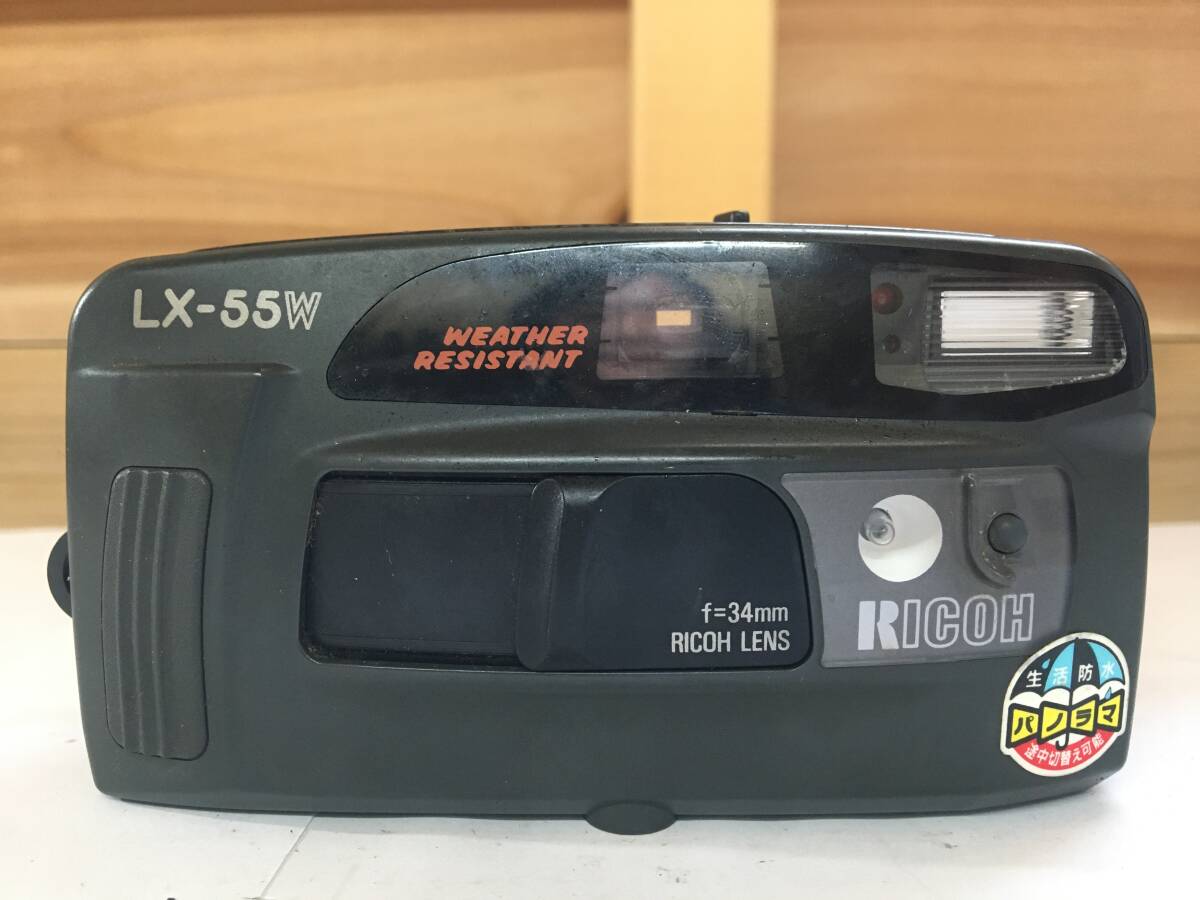 LX-55W
WEATHER
RESISTANT
f=34mm
RICOH LENS
RICOH
生活防水
パノラマ
途中切替え可能